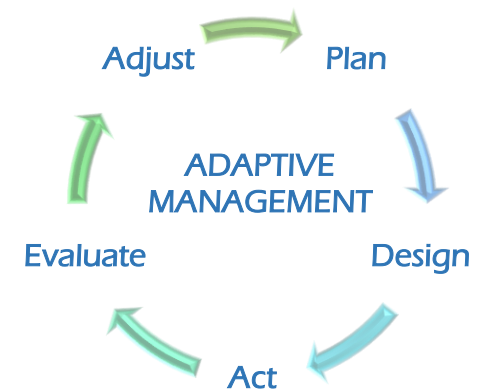 Adjust
Plan
ADAPTIVE
MANAGEMENT
Evaluate
Design
Act